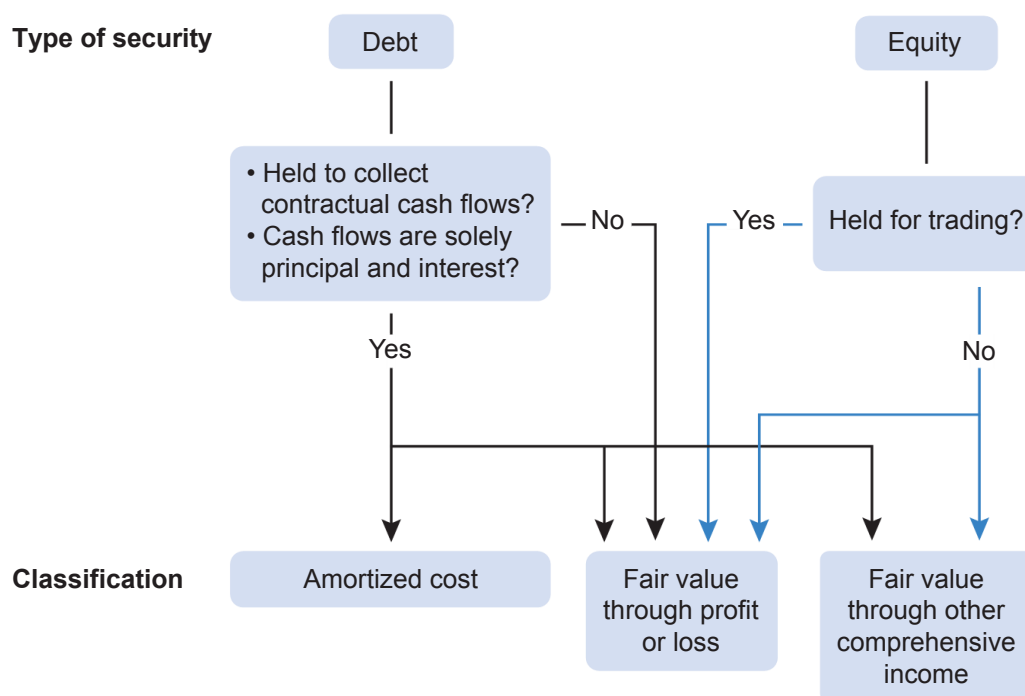 Type of security
Debt
Equity
• Held to collect
contractual cash flows?
• Cash flows are solely
principal and interest?
No
Yes
Held for trading?
Yes
No
Classification
Amortized cost
Fair value
through profit
or loss
Fair value
through other
comprehensive
income